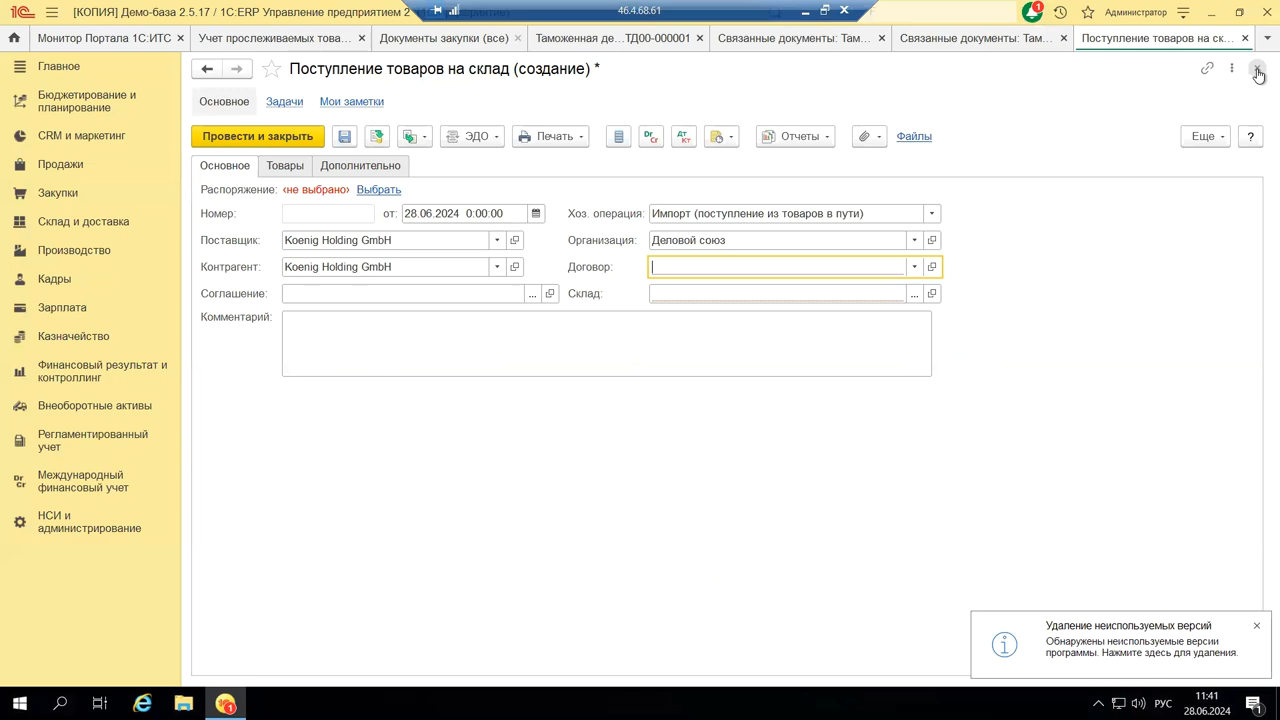 [КОПИЯ] Демо-база 2.5.17 / 1С:ERP Управление предприятием 2
46.4.68.61
Администратор
Монитор Портала 1С:ИТС
Учет прослеживаемых това...
Документы закупки (все)
Таможенная де...ТД00-000001
Связанные документы: Там...
Связанные документы: Там...
Поступление товаров на ск...
Главное
Бюджетирование и
планирование
CRM и маркетинг
Продажи
Закупки
Склад и доставка
Производство
Кадры
Зарплата
Казначейство
Финансовый результат и
контроллинг
Внеоборотные активы
Регламентированный
учет
Международный
финансовый учет
НСИ и
администрирование
Поступление товаров на склад (создание) *
Основное
Задачи
Мои заметки
Провести и закрыть
ЭДО
Печать
Dr
Cr
Дт
Кт
Отчеты
Файлы
Еще
?
Основное
Товары
Дополнительно
Распоряжение: <не выбрано> Выбрать
Номер:
от: 28.06.2024 0:00:00
Хоз. операция: Импорт (поступление из товаров в пути)
Поставщик: Koenig Holding GmbH
Организация: Деловой союз
Контрагент: Koenig Holding GmbH
Договор:
Соглашение:
Склад:
Комментарий:
Удаление неиспользуемых версий
Обнаружены неиспользуемые версии
программы. Нажмите здесь для удаления.
РУС
11:41
28.06.2024